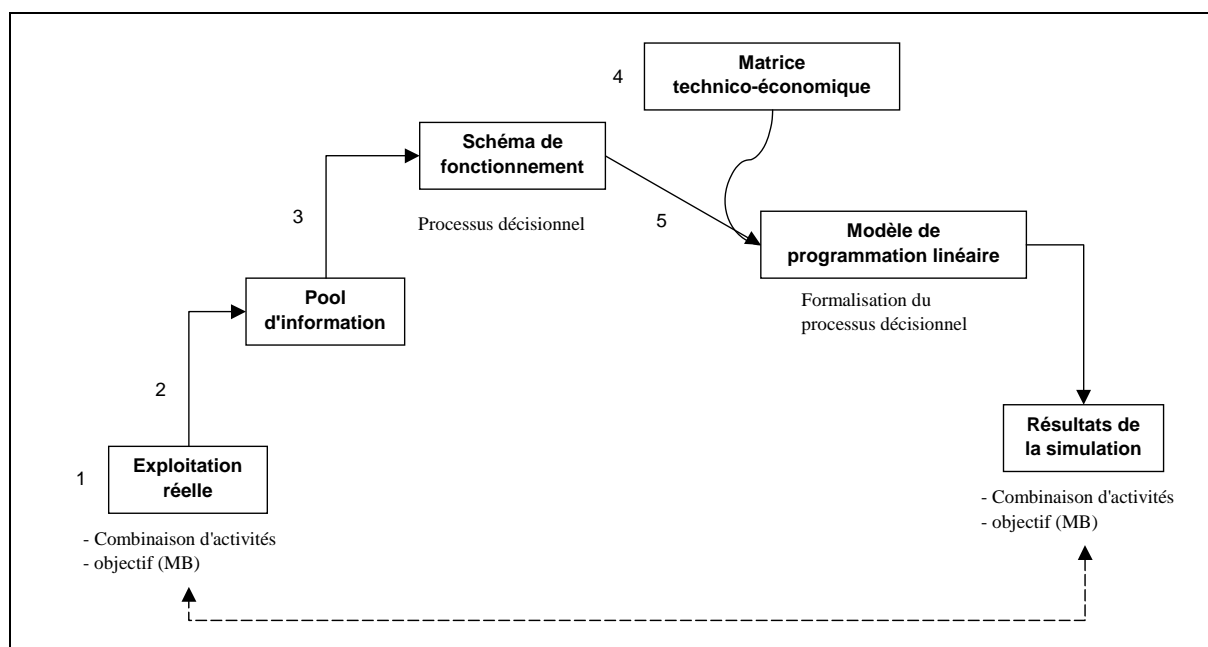 4
Matrice
technico-économique
Schéma de
fonctionnement
3
Processus décisionnel
5
Modèle de
programmation linéaire
Pool
d'information
Formalisation du
processus décisionnel
2
Résultats de
la simulation
1
Exploitation
réelle
- Combinaison d'activités
- objectif (MB)
- Combinaison d'activités
- objectif (MB)